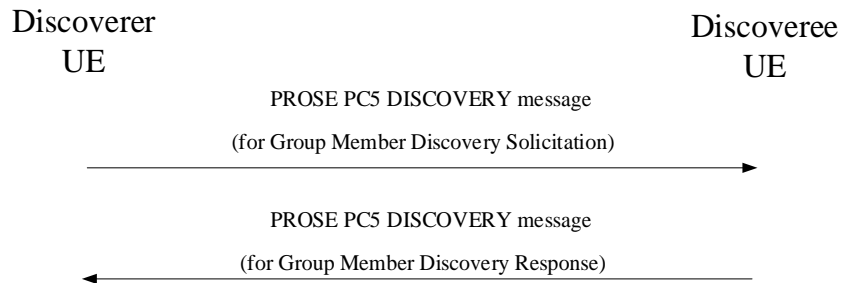 Discoverer
UE
Discoveree
UE
PROSE PC5 DISCOVERY message
(for Group Member Discovery Solicitation)
PROSE PC5 DISCOVERY message
(for Group Member Discovery Response)